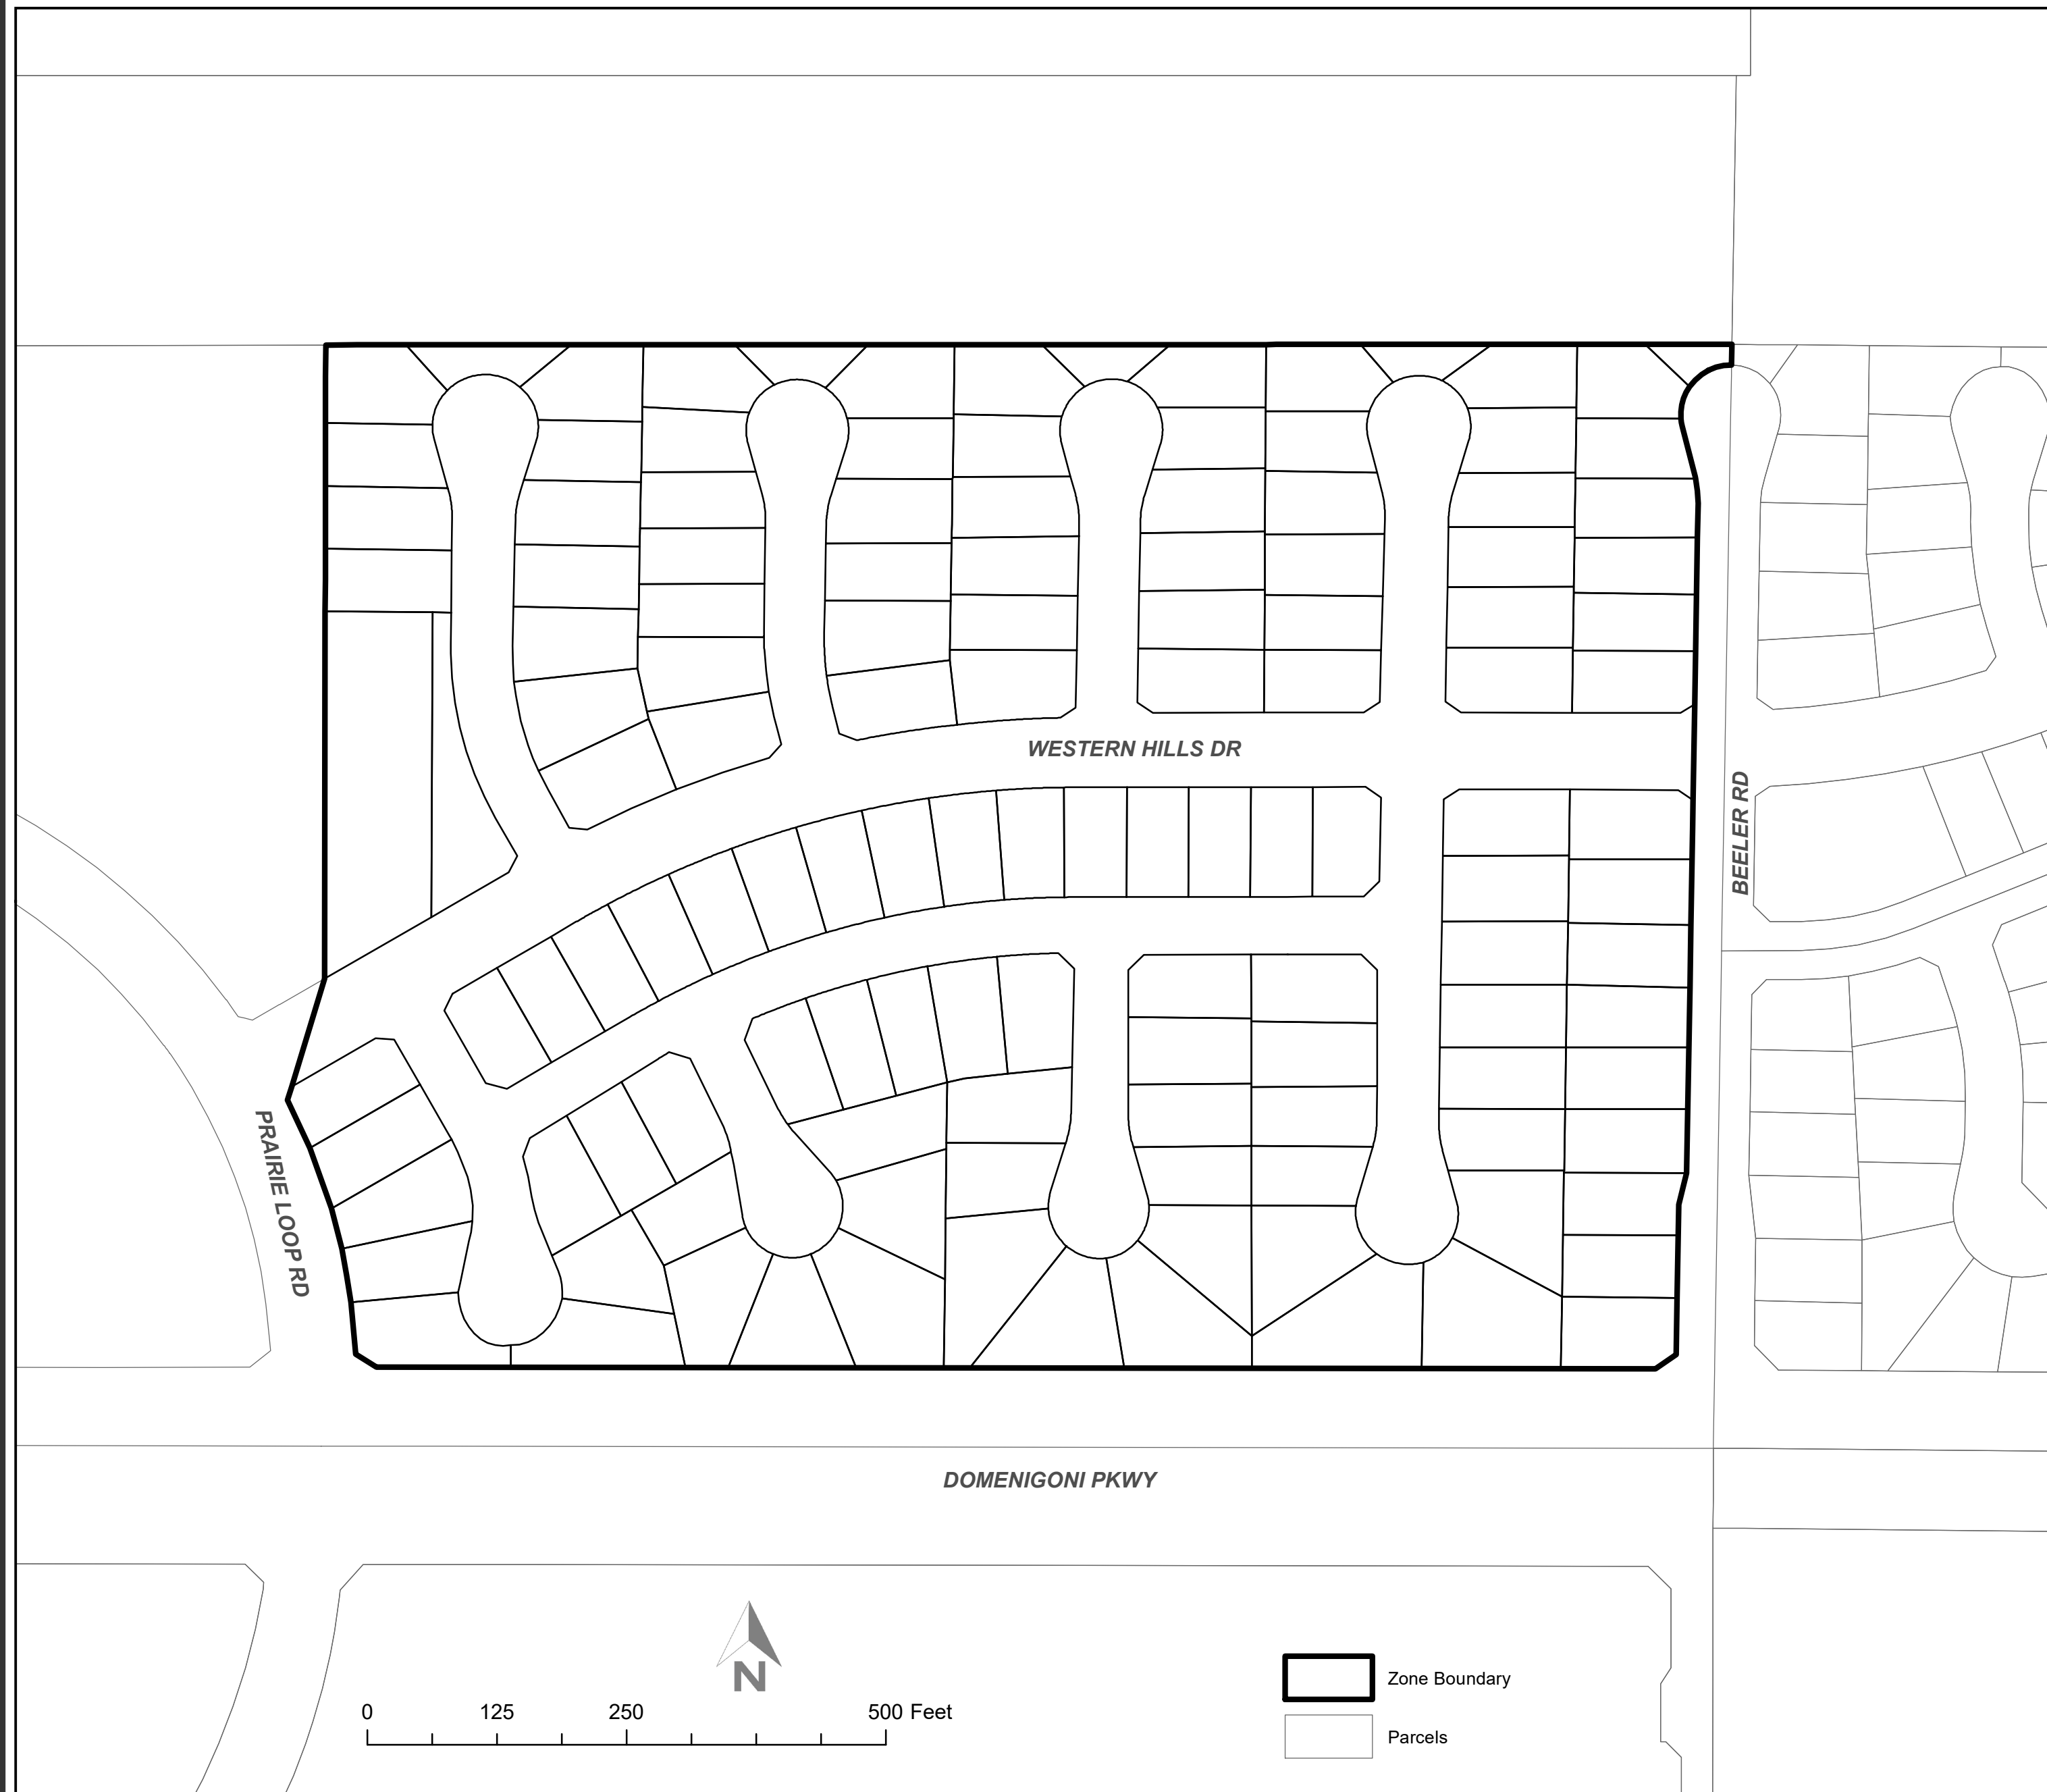 WESTERN HILLS DR
BEELER RD
PRAIRIE LOOP RD
DOMENIGONI PKWY
N
0 125 250 500 Feet
Zone Boundary
Parcels